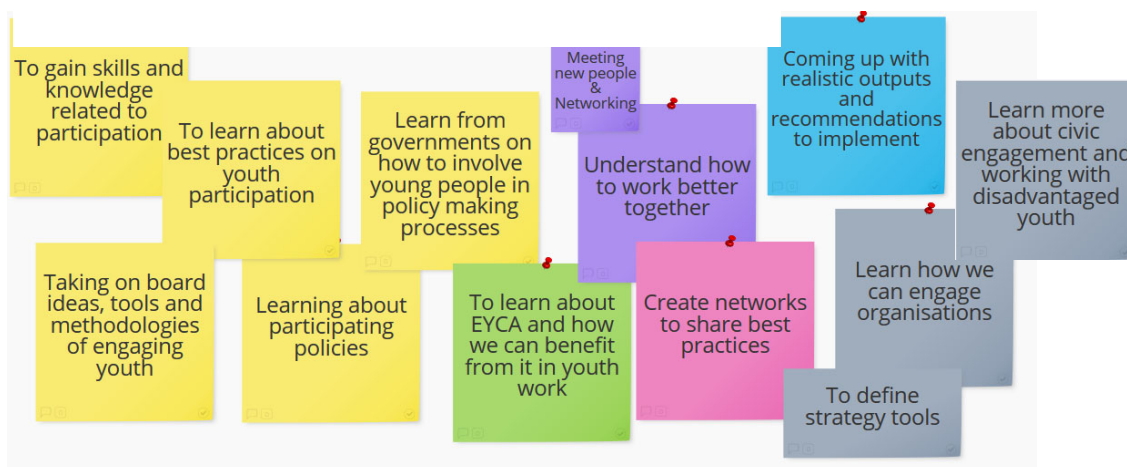 To gain skills and
knowledge
related to
participation
To learn about
best practices on
youth
participation
Learn from
governments on
how to involve
young people in
policy making
processes
Meeting
new people
&
Networking
Understand how
to work better
together
Coming up with
realistic outputs
and
recommendations
to implement
Learn more
about civic
engagement and
working with
disadvantaged
youth
Taking on board
ideas, tools and
methodologies
of engaging
youth
Learning about
participating
policies
To learn about
EYCA and how
we can benefit
from it in youth
work
Create networks
to share best
practices
Learn how we
can engage
organisations
To define
strategy tools